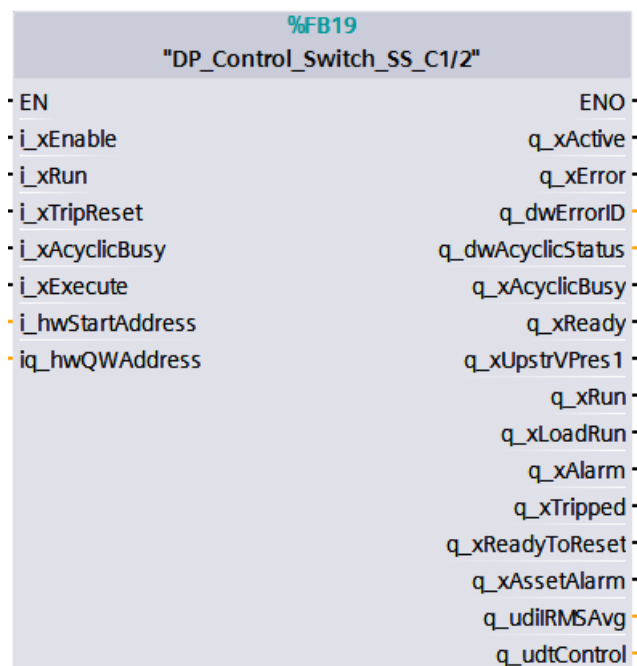 %FB19
"DP_Control_Switch_SS_C1/2"
EN ENO
i_xEnable q_xActive
i_xRun q_xError
i_xTripReset q_dwErrorID
i_xAcyclicBusy q_dwAcyclicStatus
i_xExecute q_xAcyclicBusy
i_hwStartAddress q_xReady
iq_hwQWAddress q_xUpstrVPres1
q_xRun
q_xLoadRun
q_xAlarm
q_xTripped
q_xReadyToReset
q_xAssetAlarm
q_udiIRMSAvg
q_udtControl